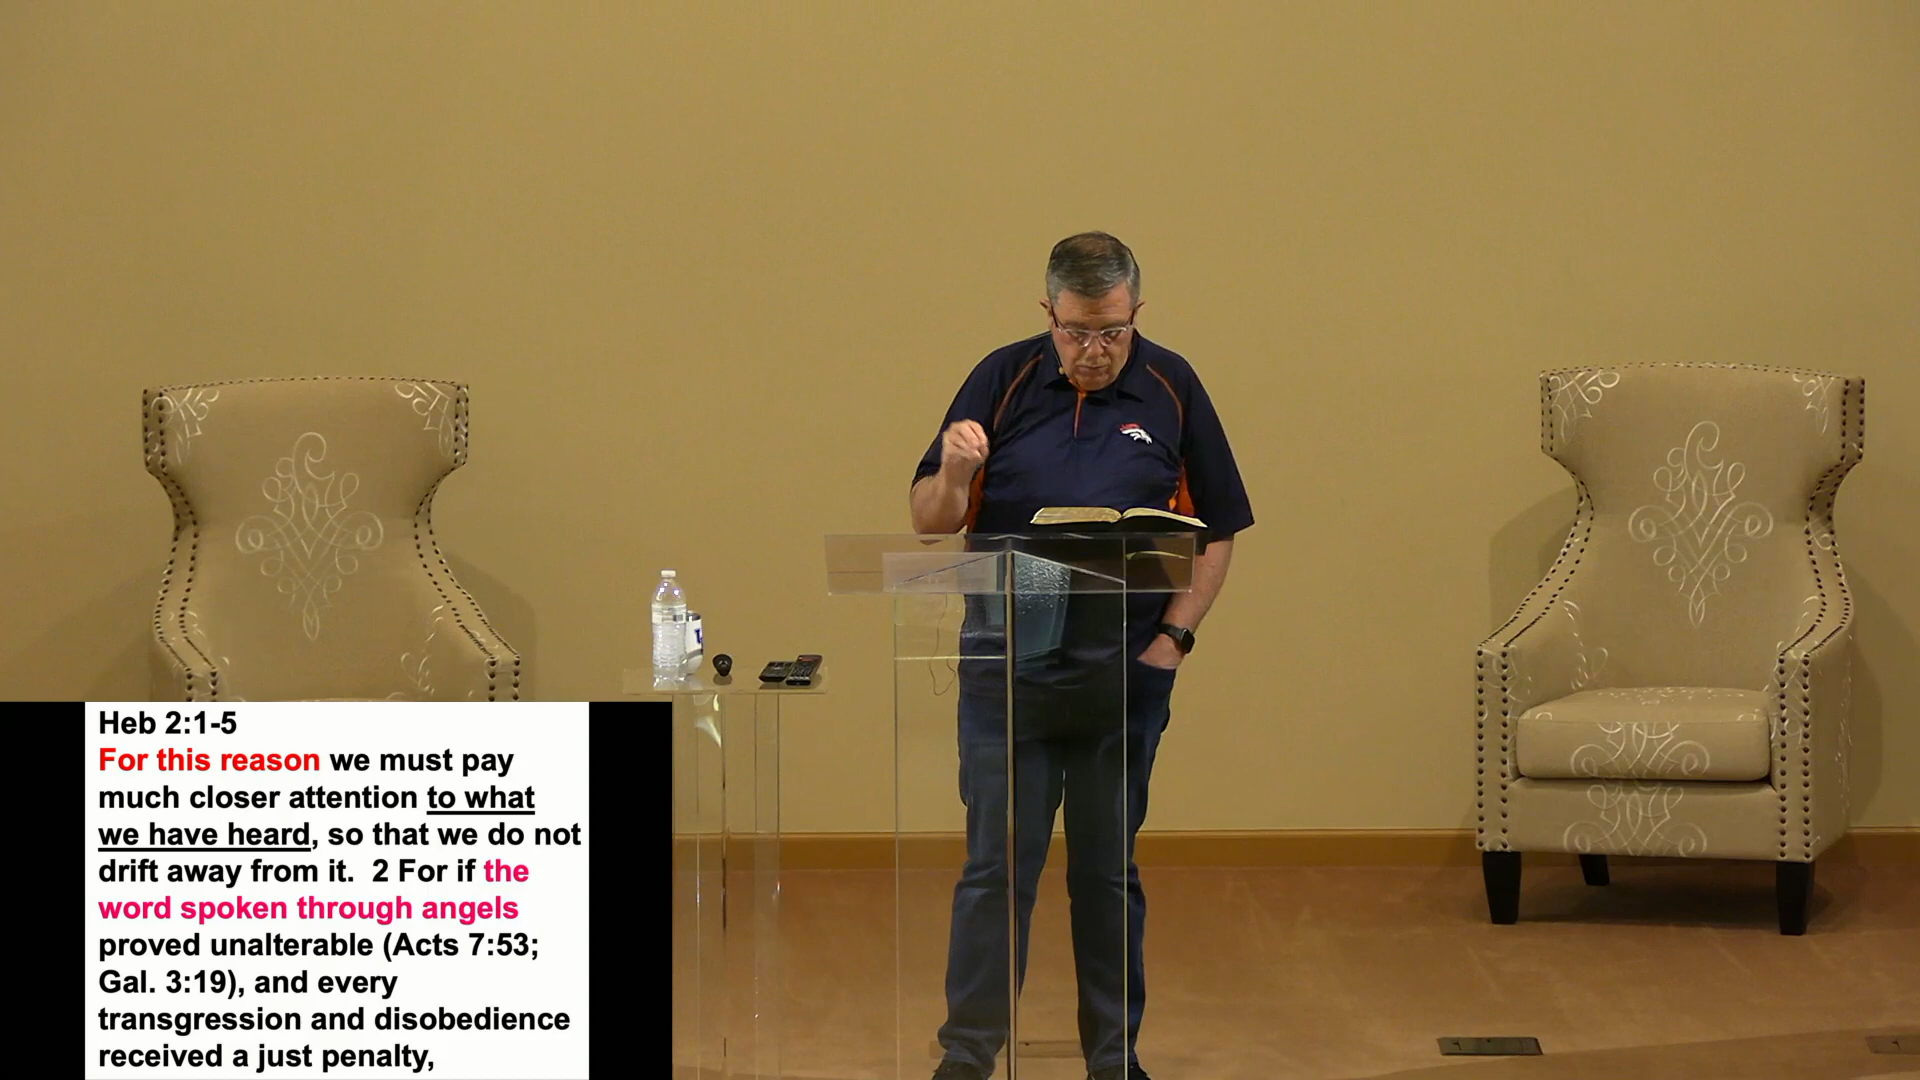 Heb 2:1-5
For this reason we must pay
much closer attention to what
we have heard, so that we do not
drift away from it.  2 For if the
word spoken through angels
proved unalterable (Acts 7:53;
Gal. 3:19), and every
transgression and disobedience
received a just penalty,